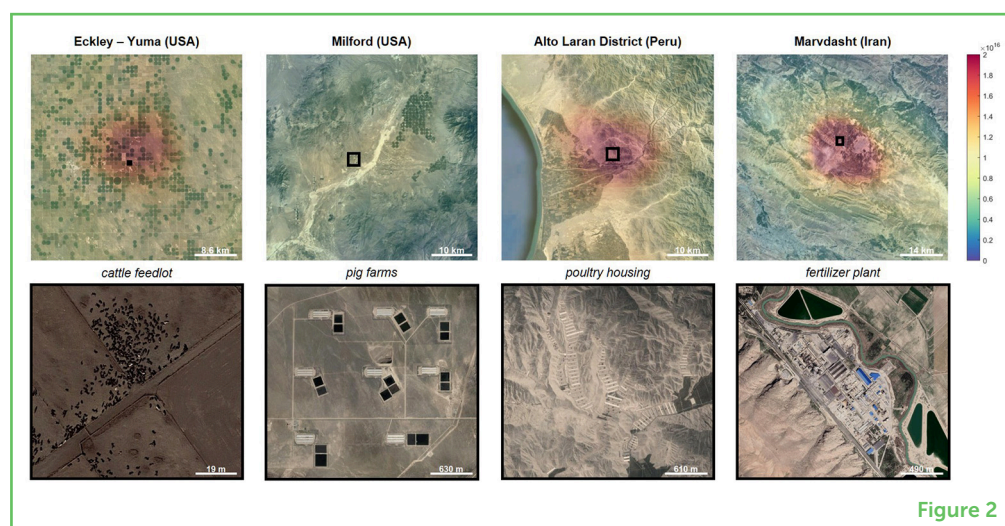 Eckley – Yuma (USA)
Milford (USA)
Alto Laran District (Peru)
Marvdasht (Iran)
×10¹⁶
2
1.8
1.6
1.4
1.2
1
0.8
0.6
0.4
0.2
0
8.6 km
10 km
10 km
14 km
cattle feedlot
pig farms
poultry housing
fertilizer plant
19 m
630 m
610 m
490 m
Figure 2